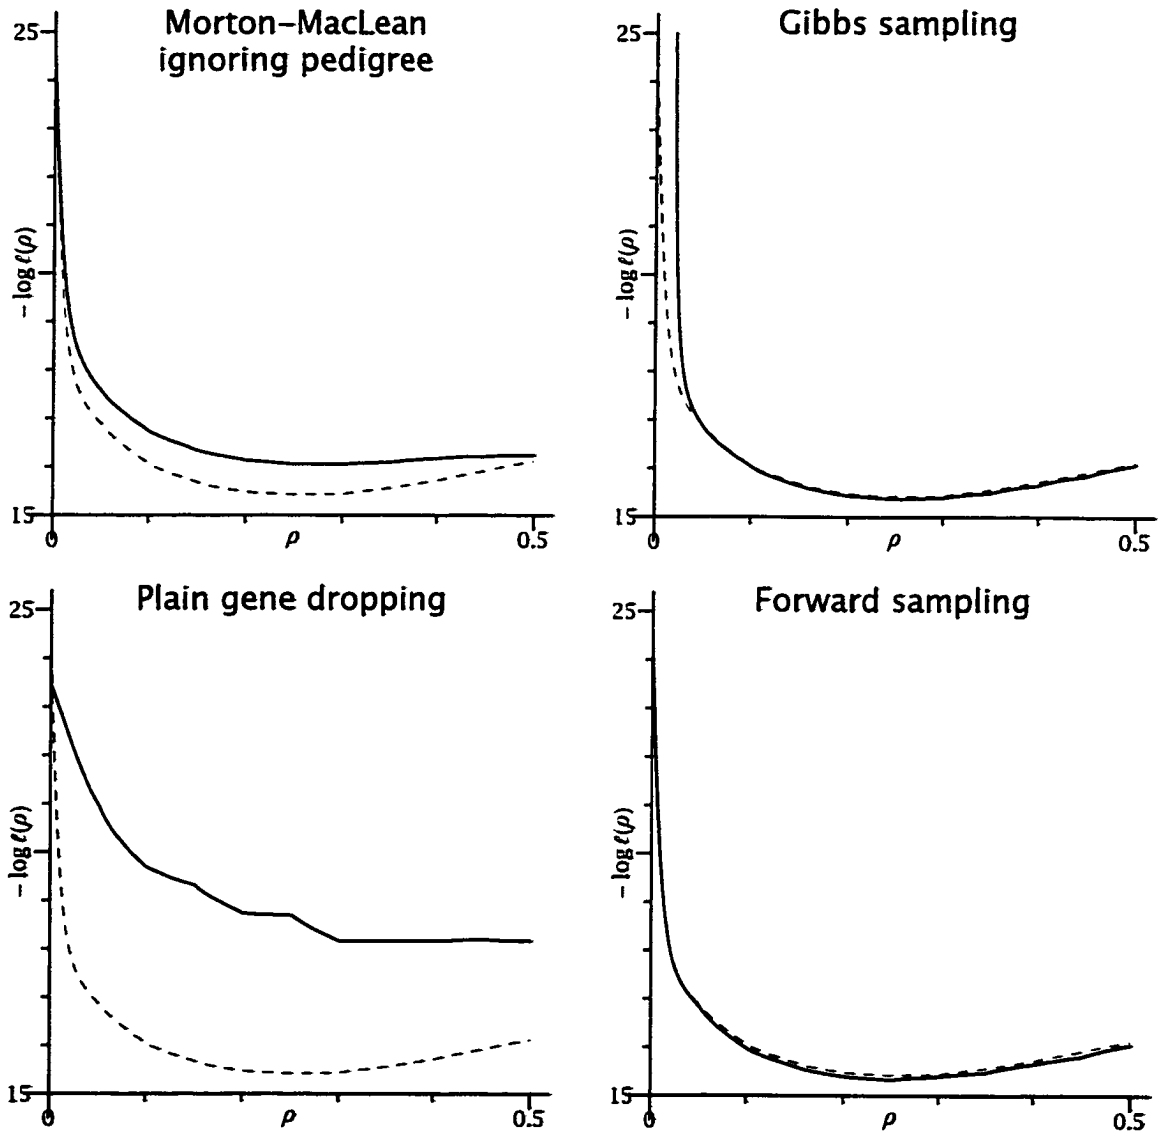 Morton–MacLean
ignoring pedigree
25
− log ℓ(ρ)
15
0
ρ
0.5
Gibbs sampling
25
− log ℓ(ρ)
15
0
ρ
0.5
Plain gene dropping
25
− log ℓ(ρ)
15
0
ρ
0.5
Forward sampling
25
− log ℓ(ρ)
15
0
ρ
0.5